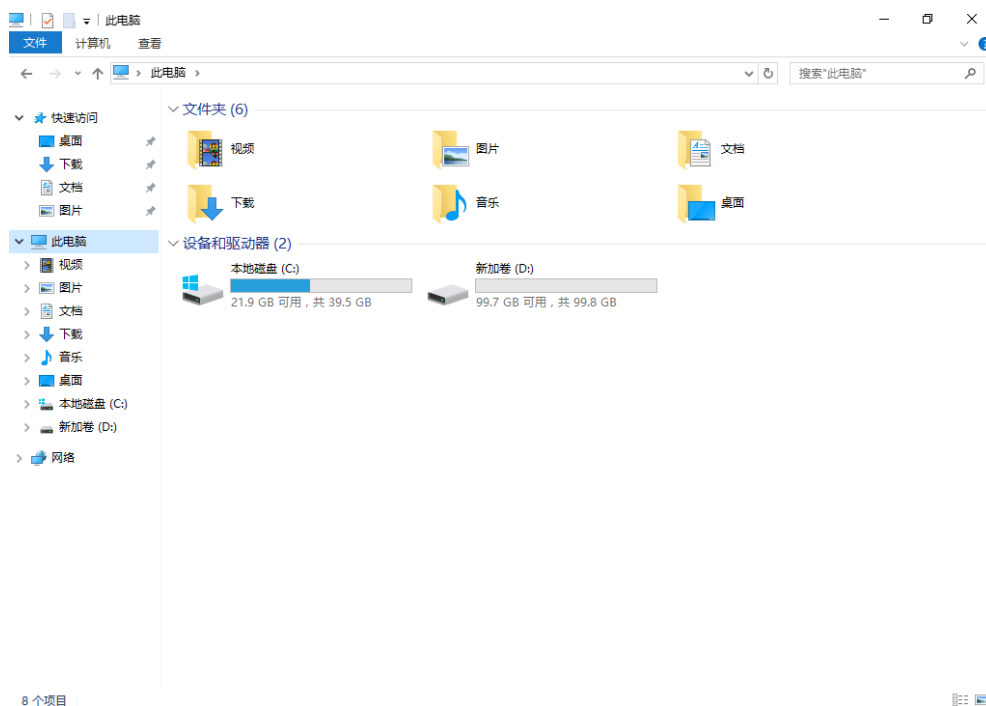 此电脑
文件 计算机 查看
此电脑
搜索"此电脑"
快速访问
桌面
下载
文档
图片
此电脑
视频
图片
文档
下载
音乐
桌面
本地磁盘 (C:)
新加卷 (D:)
网络
文件夹 (6)
视频 图片 文档
下载 音乐 桌面
设备和驱动器 (2)
本地磁盘 (C:)
21.9 GB 可用，共 39.5 GB
新加卷 (D:)
99.7 GB 可用，共 99.8 GB
8 个项目